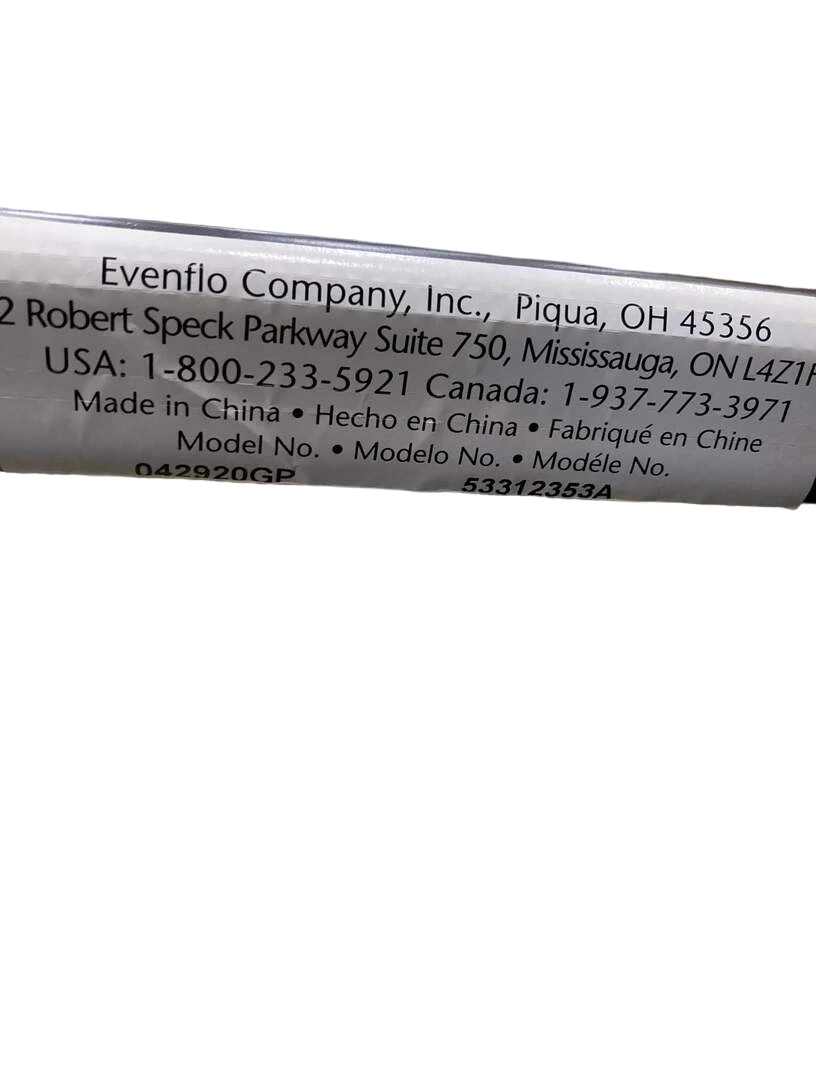 Evenflo Company, Inc., Piqua, OH 45356
2 Robert Speck Parkway Suite 750, Mississauga, ON
USA: 1-800-233-5921 Canada: 1-937-773-3971
Made in China • Hecho en China • Fabriqué en Chine
Model No. • Modelo No. • Modéle No.
042920GP 53312353A